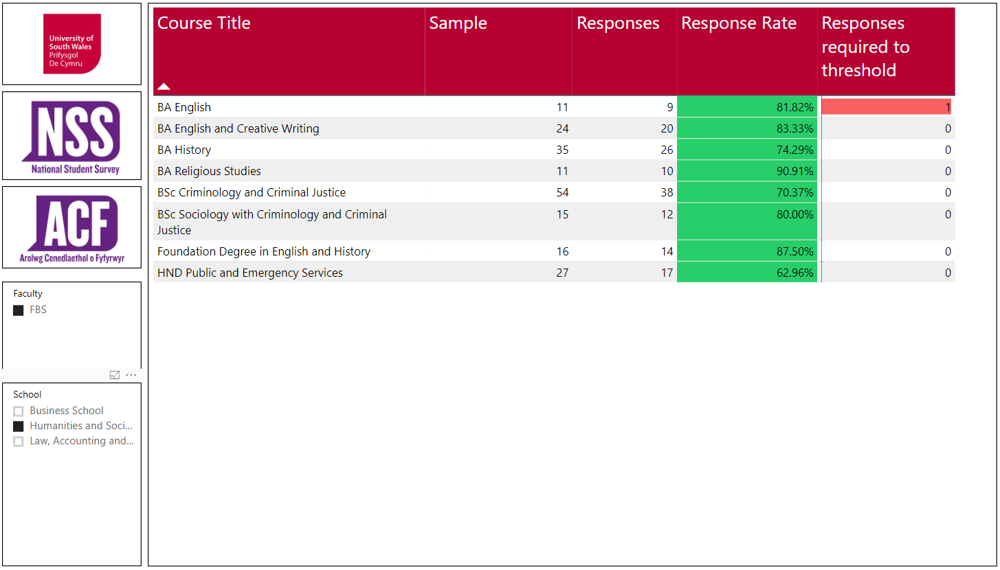 University of
South Wales
Prifysgol
De Cymru
NSS
National Student Survey
ACF
Arolwg Cenedlaethol o Fyfyrwyr
Faculty
FBS
School
Business School
Humanities and Soci...
Law, Accounting and...
Course Title Sample Responses Response Rate Responses
required to
threshold
BA English 11 9 81.82% 1
BA English and Creative Writing 24 20 83.33% 0
BA History 35 26 74.29% 0
BA Religious Studies 11 10 90.91% 0
BSc Criminology and Criminal Justice 54 38 70.37% 0
BSc Sociology with Criminology and Criminal 15 12 80.00% 0
Justice
Foundation Degree in English and History 16 14 87.50% 0
HND Public and Emergency Services 27 17 62.96% 0